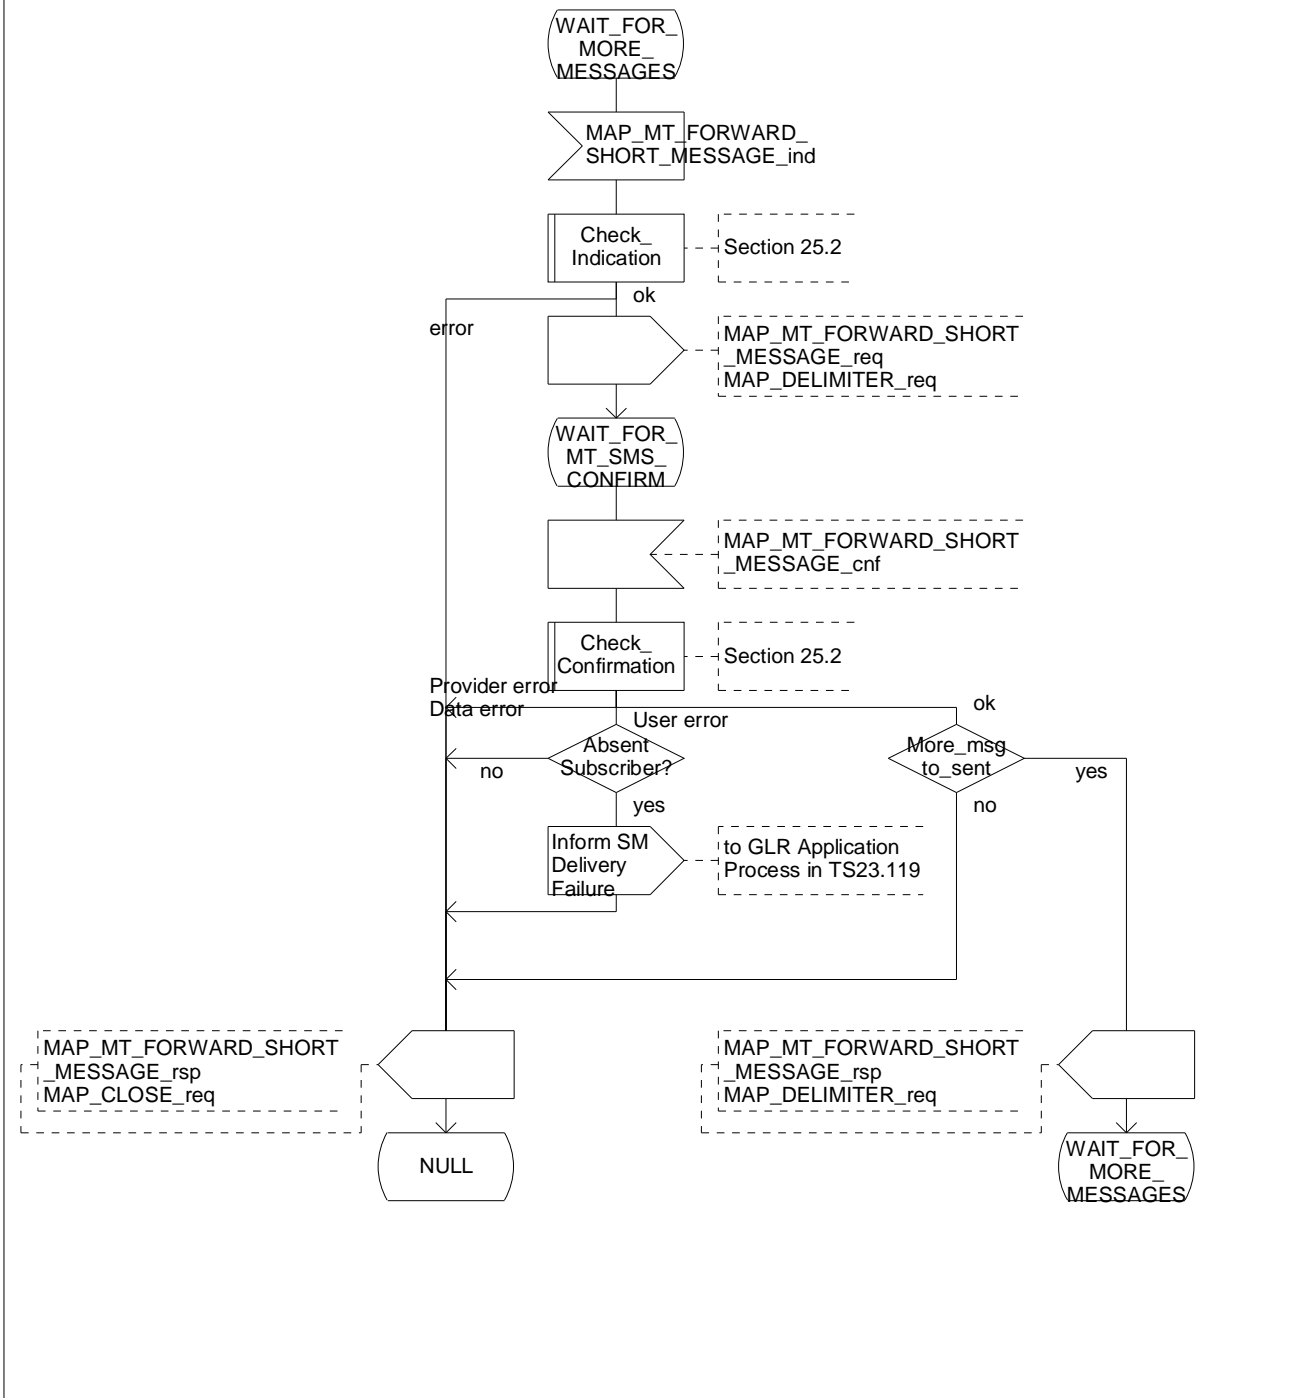 WAIT_FOR_
MORE_
MESSAGES
MAP_MT_FORWARD_
SHORT_MESSAGE_ind
Check_
Indication
Section 25.2
ok
error
MAP_MT_FORWARD_SHORT
_MESSAGE_req
MAP_DELIMITER_req
WAIT_FOR_
MT_SMS_
CONFIRM
MAP_MT_FORWARD_SHORT
_MESSAGE_cnf
Check_
Confirmation
Section 25.2
Provider error
Data error
User error
ok
Absent
Subscriber?
no
yes
More_msg
to_sent
yes
no
Inform SM
Delivery
Failure
to GLR Application
Process in TS23.119
MAP_MT_FORWARD_SHORT
_MESSAGE_rsp
MAP_CLOSE_req
MAP_MT_FORWARD_SHORT
_MESSAGE_rsp
MAP_DELIMITER_req
NULL
WAIT_FOR_
MORE_
MESSAGES